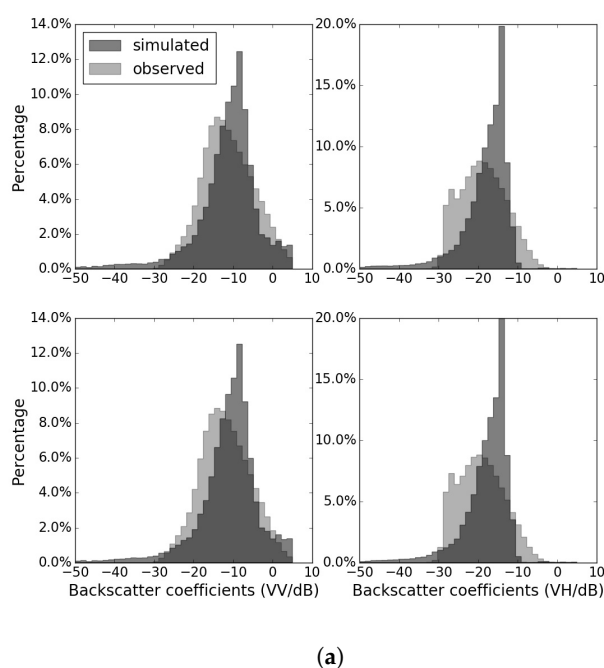 14.0%
12.0%
10.0%
8.0%
6.0%
4.0%
2.0%
0.0%
Percentage
simulated
observed
−50 −40 −30 −20 −10 0 10
20.0%
15.0%
10.0%
5.0%
0.0%
−50 −40 −30 −20 −10 0 10
14.0%
12.0%
10.0%
8.0%
6.0%
4.0%
2.0%
0.0%
Percentage
−50 −40 −30 −20 −10 0 10
Backscatter coefficients (VV/dB)
20.0%
15.0%
10.0%
5.0%
0.0%
−50 −40 −30 −20 −10 0 10
Backscatter coefficients (VH/dB)
(a)